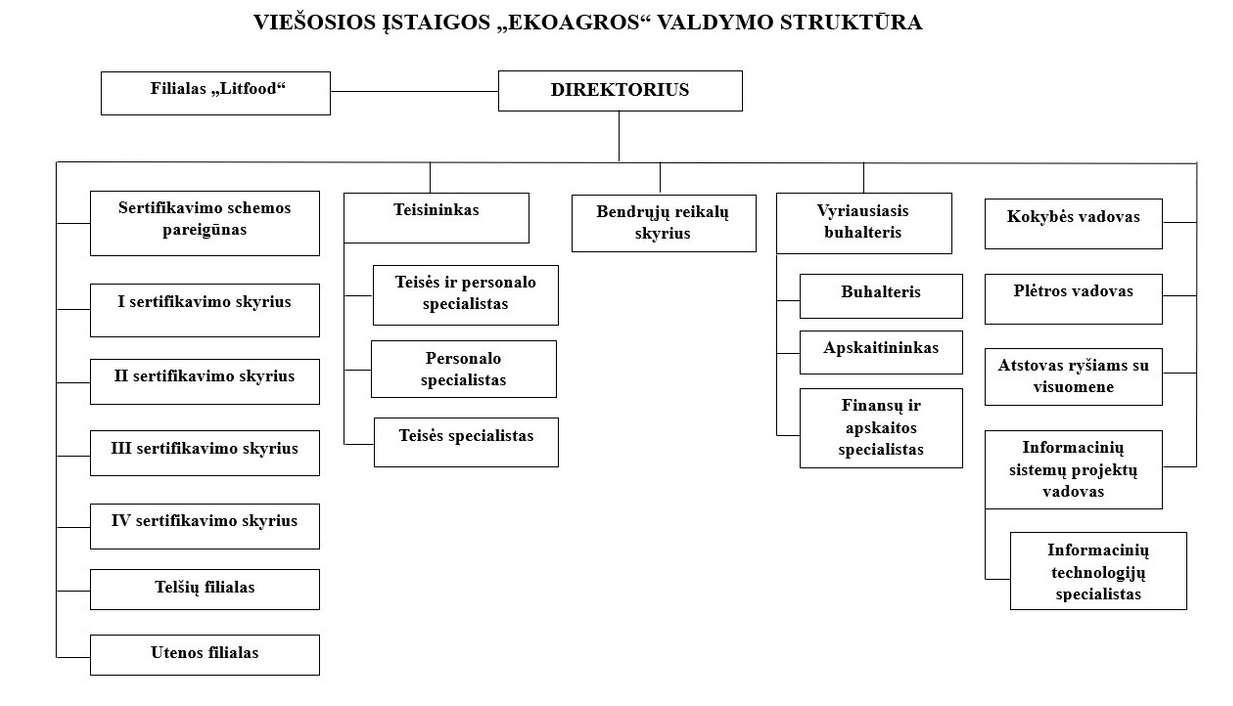 VIEŠOSIOS ĮSTAIGOS „EKOAGROS“ VALDYMO STRUKTŪRA
Filialas „Litfood“
DIREKTORIUS
Sertifikavimo schemos
pareigūnas
I sertifikavimo skyrius
II sertifikavimo skyrius
III sertifikavimo skyrius
IV sertifikavimo skyrius
Telšių filialas
Utenos filialas
Teisininkas
Teisės ir personalo
specialistas
Personalo
specialistas
Teisės specialistas
Bendrųjų reikalų
skyrius
Vyriausiasis
buhalteris
Buhalteris
Apskaitininkas
Finansų ir
apskaitos
specialistas
Kokybės vadovas
Plėtros vadovas
Atstovas ryšiams su
visuomene
Informacinių
sistemų projektų
vadovas
Informacinių
technologijų
specialistas